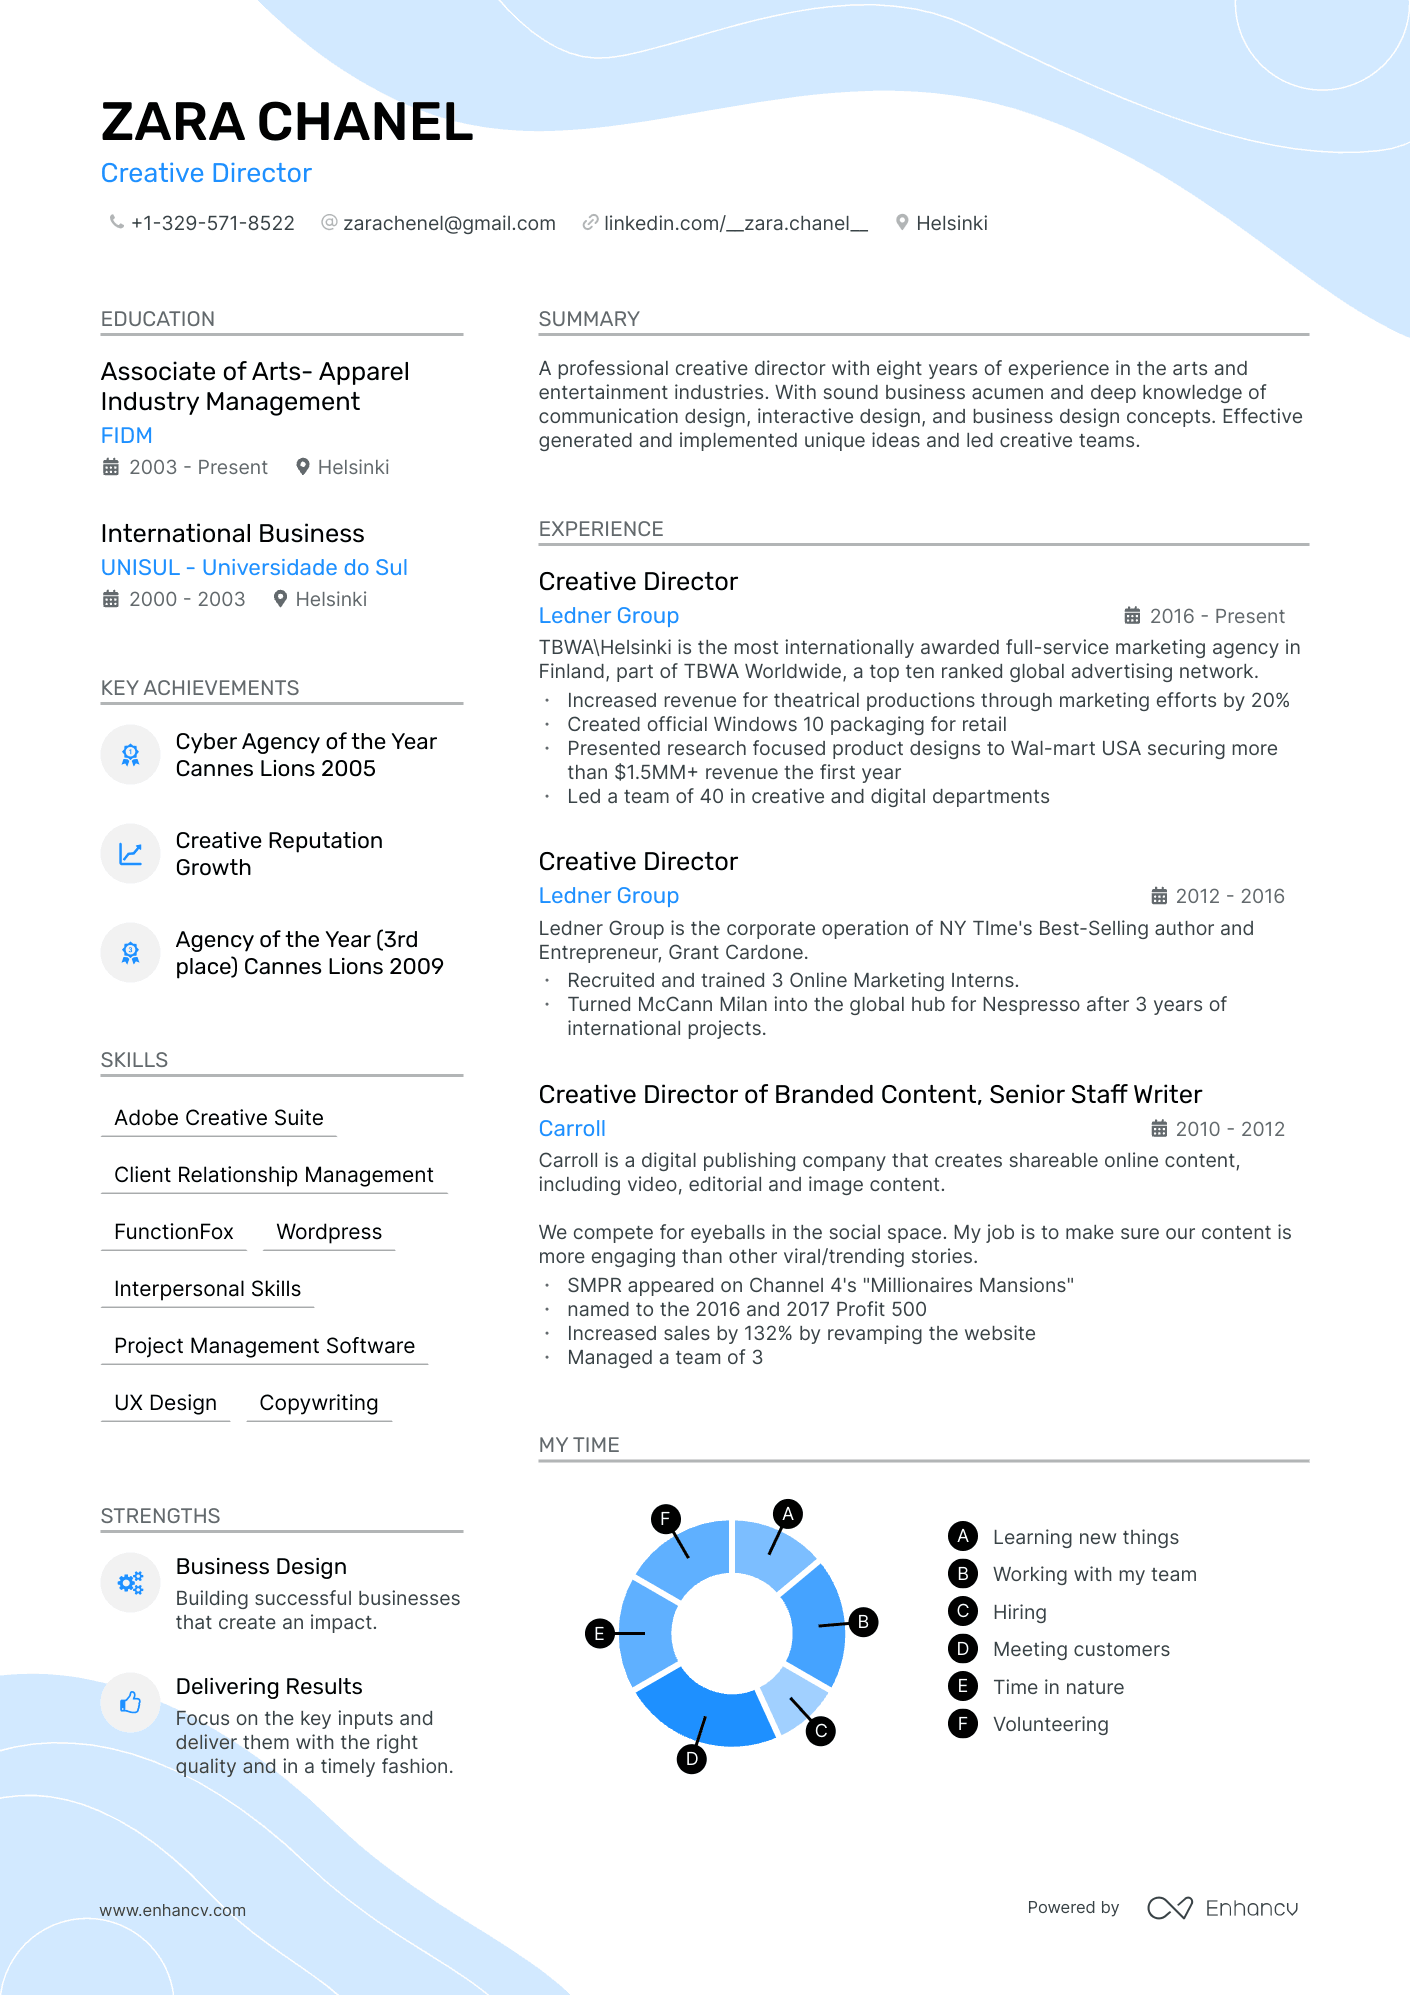 ZARA CHANEL
Creative Director
+1-329-571-8522 @ zarachenel@gmail.com linkedin.com/__zara.chanel__ Helsinki
EDUCATION
Associate of Arts- Apparel
Industry Management
FIDM
2003 - Present Helsinki
International Business
UNISUL - Universidade do Sul
2000 - 2003 Helsinki
KEY ACHIEVEMENTS
1
Cyber Agency of the Year
Cannes Lions 2005
Creative Reputation
Growth
3
Agency of the Year (3rd
place) Cannes Lions 2009
SKILLS
Adobe Creative Suite
Client Relationship Management
FunctionFox Wordpress
Interpersonal Skills
Project Management Software
UX Design Copywriting
STRENGTHS
Business Design
Building successful businesses
that create an impact.
Delivering Results
Focus on the key inputs and
deliver them with the right
quality and in a timely fashion.
SUMMARY
A professional creative director with eight years of experience in the arts and
entertainment industries. With sound business acumen and deep knowledge of
communication design, interactive design, and business design concepts. Effective
generated and implemented unique ideas and led creative teams.
EXPERIENCE
Creative Director
Ledner Group 2016 - Present
TBWA\Helsinki is the most internationally awarded full-service marketing agency in
Finland, part of TBWA Worldwide, a top ten ranked global advertising network.
· Increased revenue for theatrical productions through marketing efforts by 20%
· Created official Windows 10 packaging for retail
· Presented research focused product designs to Wal-mart USA securing more
than $1.5MM+ revenue the first year
· Led a team of 40 in creative and digital departments
Creative Director
Ledner Group 2012 - 2016
Ledner Group is the corporate operation of NY TIme's Best-Selling author and
Entrepreneur, Grant Cardone.
· Recruited and trained 3 Online Marketing Interns.
· Turned McCann Milan into the global hub for Nespresso after 3 years of
international projects.
Creative Director of Branded Content, Senior Staff Writer
Carroll 2010 - 2012
Carroll is a digital publishing company that creates shareable online content,
including video, editorial and image content.
We compete for eyeballs in the social space. My job is to make sure our content is
more engaging than other viral/trending stories.
· SMPR appeared on Channel 4's "Millionaires Mansions"
· named to the 2016 and 2017 Profit 500
· Increased sales by 132% by revamping the website
· Managed a team of 3
MY TIME
F A
B
E
C
D
A Learning new things
B Working with my team
C Hiring
D Meeting customers
E Time in nature
F Volunteering
www.enhancv.com
Powered by Enhancv